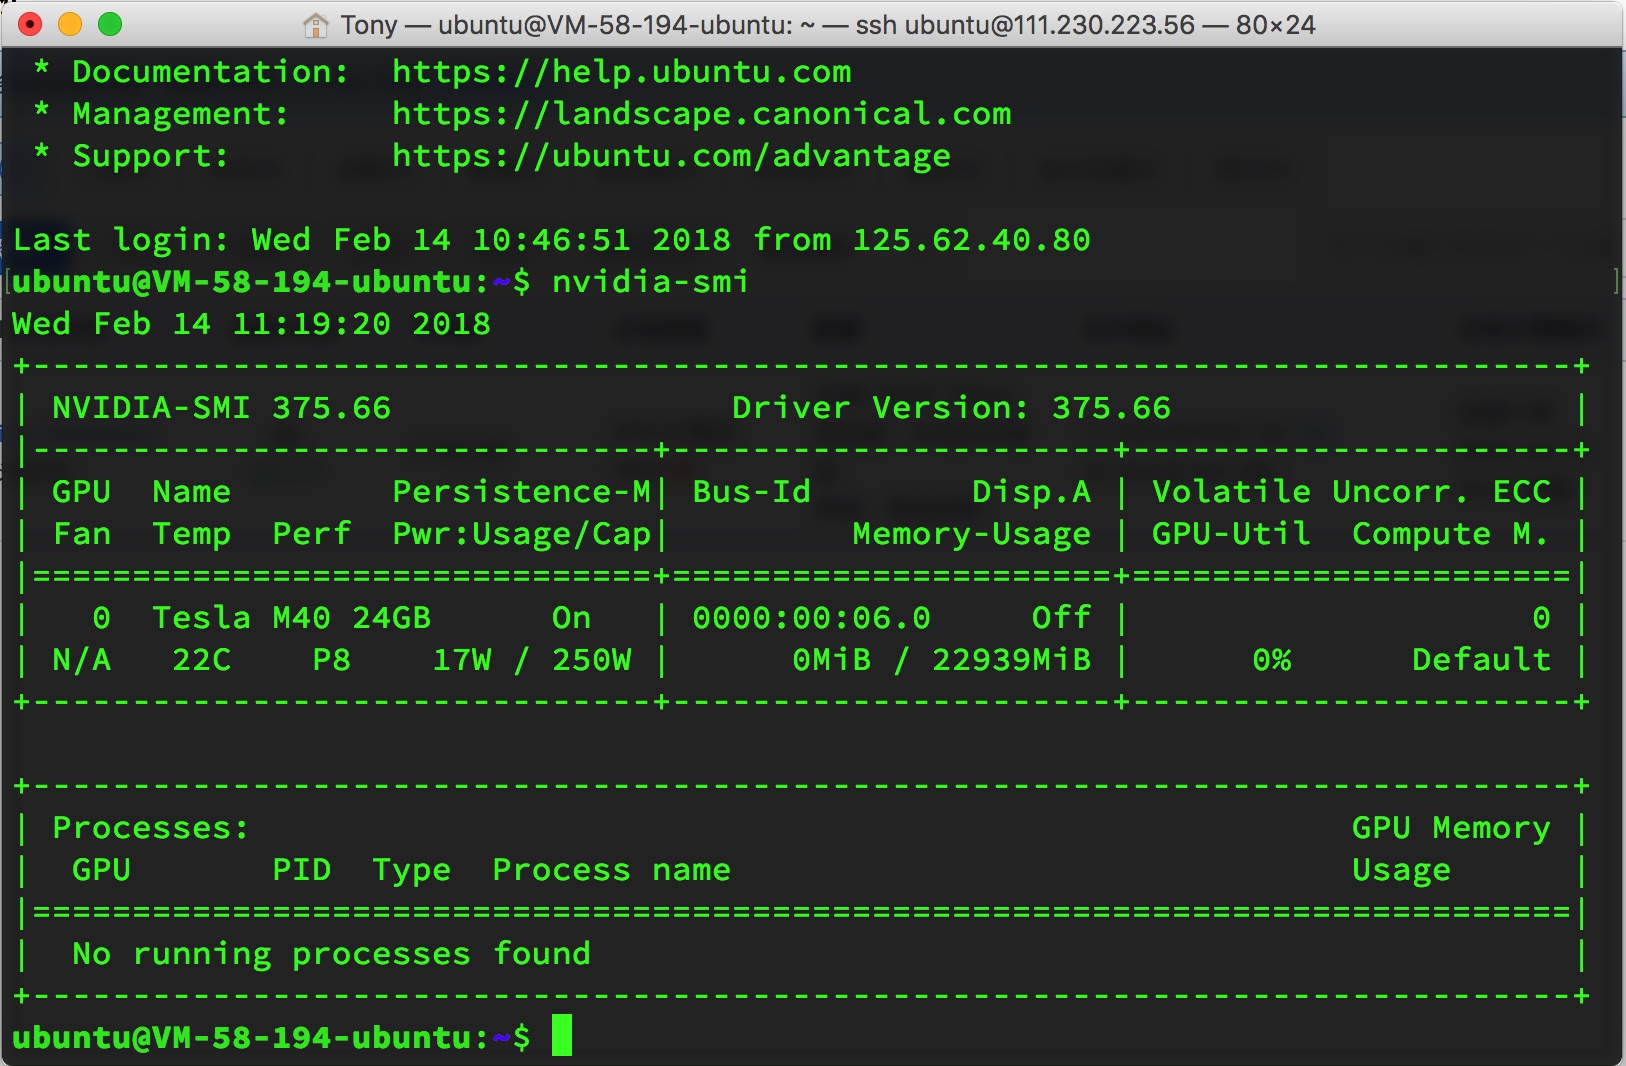 Tony — ubuntu@VM-58-194-ubuntu: ~ — ssh ubuntu@111.230.223.56 — 80×24
 * Documentation:  https://help.ubuntu.com
 * Management:     https://landscape.canonical.com
 * Support:        https://ubuntu.com/advantage
Last login: Wed Feb 14 10:46:51 2018 from 125.62.40.80
[ubuntu@VM-58-194-ubuntu:~$ nvidia-smi                                          ]
Wed Feb 14 11:19:20 2018
+-----------------------------------------------------------------------------+
| NVIDIA-SMI 375.66                 Driver Version: 375.66                    |
|-------------------------------+----------------------+----------------------+
| GPU  Name        Persistence-M| Bus-Id        Disp.A | Volatile Uncorr. ECC |
| Fan  Temp  Perf  Pwr:Usage/Cap|         Memory-Usage | GPU-Util  Compute M. |
|===============================+======================+======================|
|   0  Tesla M40 24GB      On   | 0000:00:06.0     Off |                    0 |
| N/A   22C    P8    17W / 250W |      0MiB / 22939MiB |      0%      Default |
+-------------------------------+----------------------+----------------------+
+-----------------------------------------------------------------------------+
| Processes:                                                       GPU Memory |
|  GPU       PID  Type  Process name                               Usage      |
|=============================================================================|
|  No running processes found                                                 |
+-----------------------------------------------------------------------------+
ubuntu@VM-58-194-ubuntu:~$